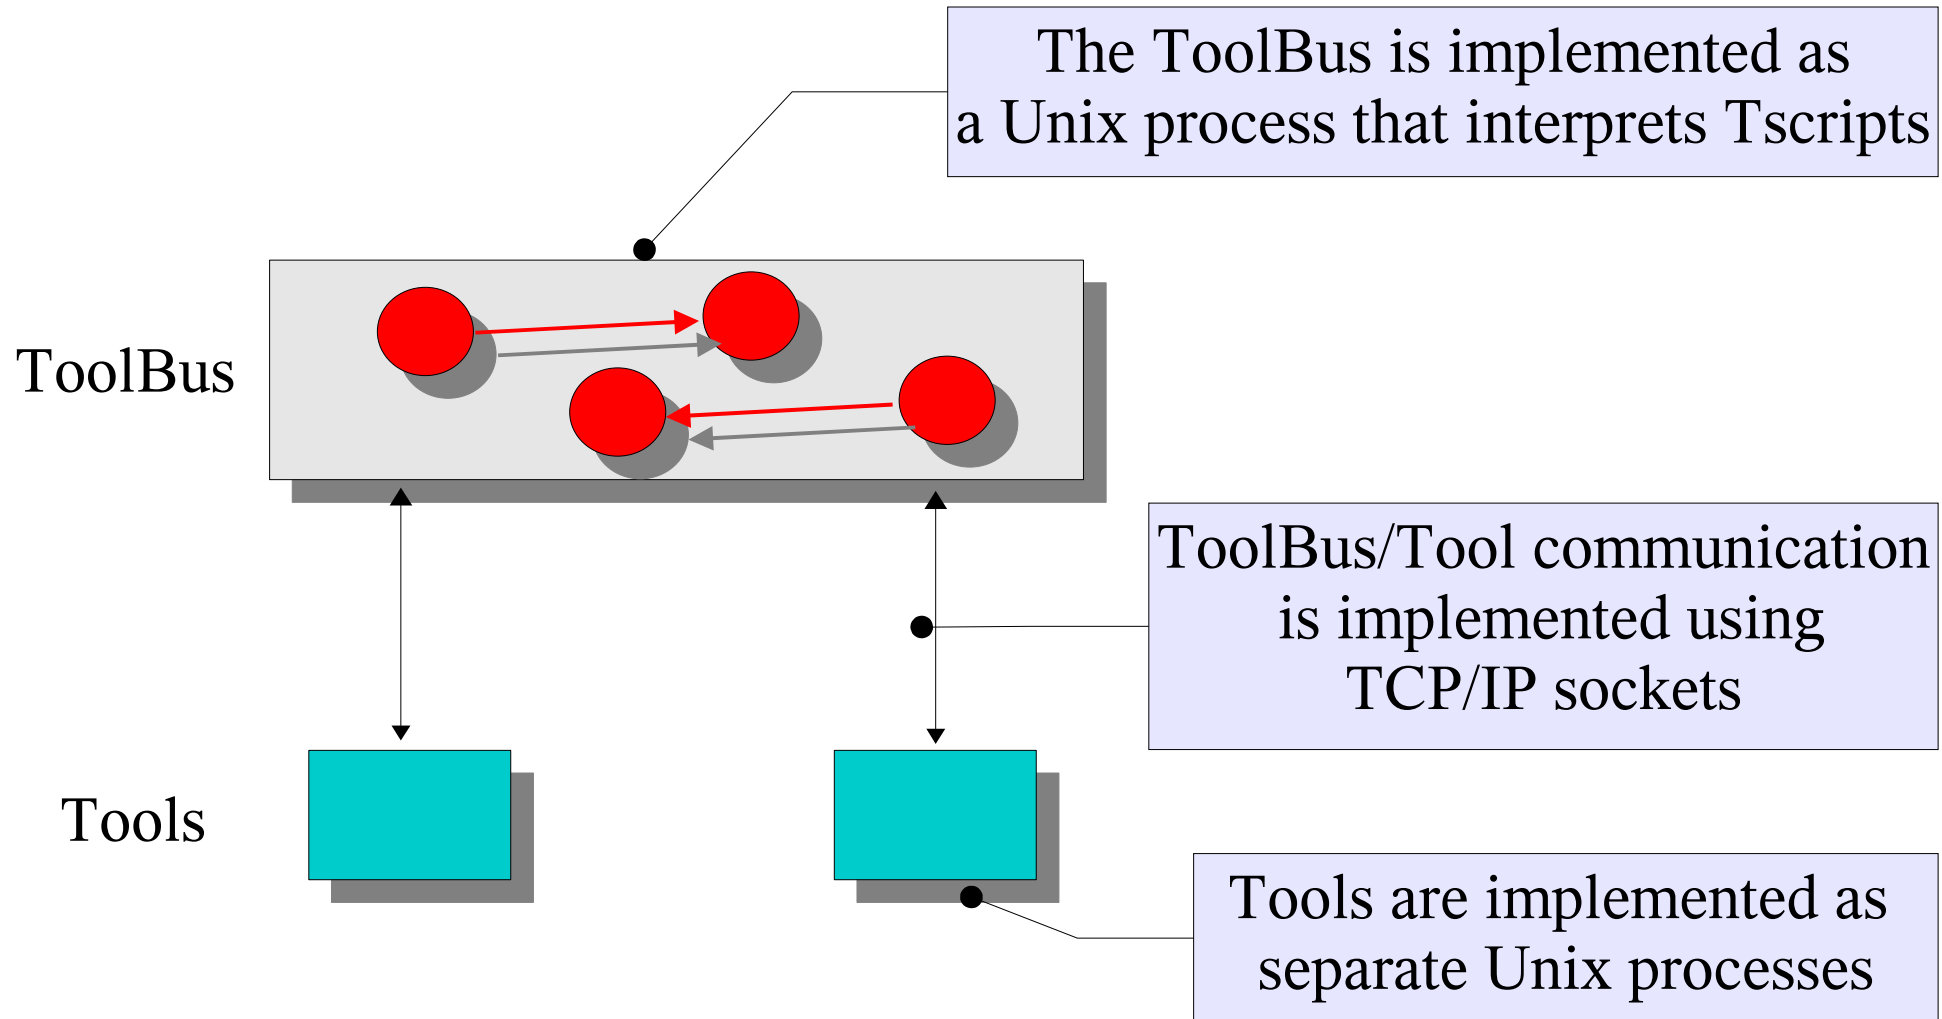 The ToolBus is implemented as
a Unix process that interprets Tscripts
ToolBus
ToolBus/Tool communication
is implemented using
TCP/IP sockets
Tools
Tools are implemented as
separate Unix processes